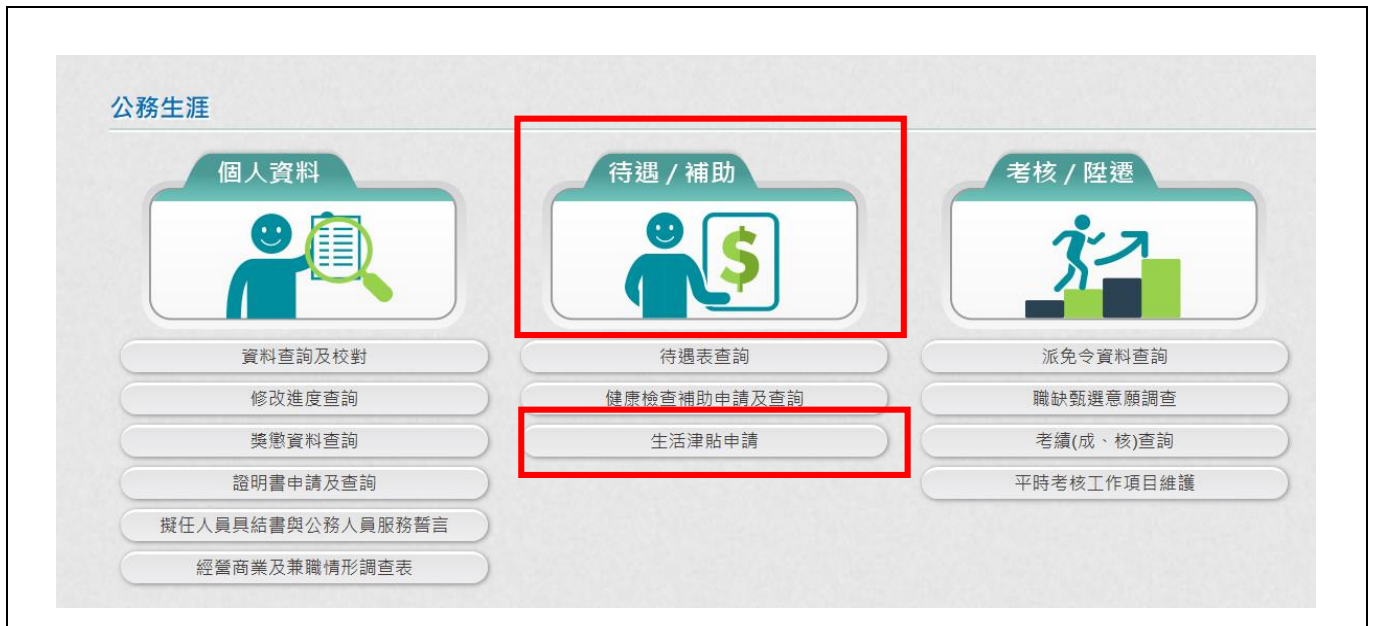 公務生涯
個人資料
資料查詢及校對
修改進度查詢
獎懲資料查詢
證明書申請及查詢
擬任人員具結書與公務人員服務誓言
經營商業及兼職情形調查表
待遇 / 補助
$
待遇表查詢
健康檢查補助申請及查詢
生活津貼申請
考核 / 陞遷
派免令資料查詢
職缺甄選意願調查
考績(成、核)查詢
平時考核工作項目維護